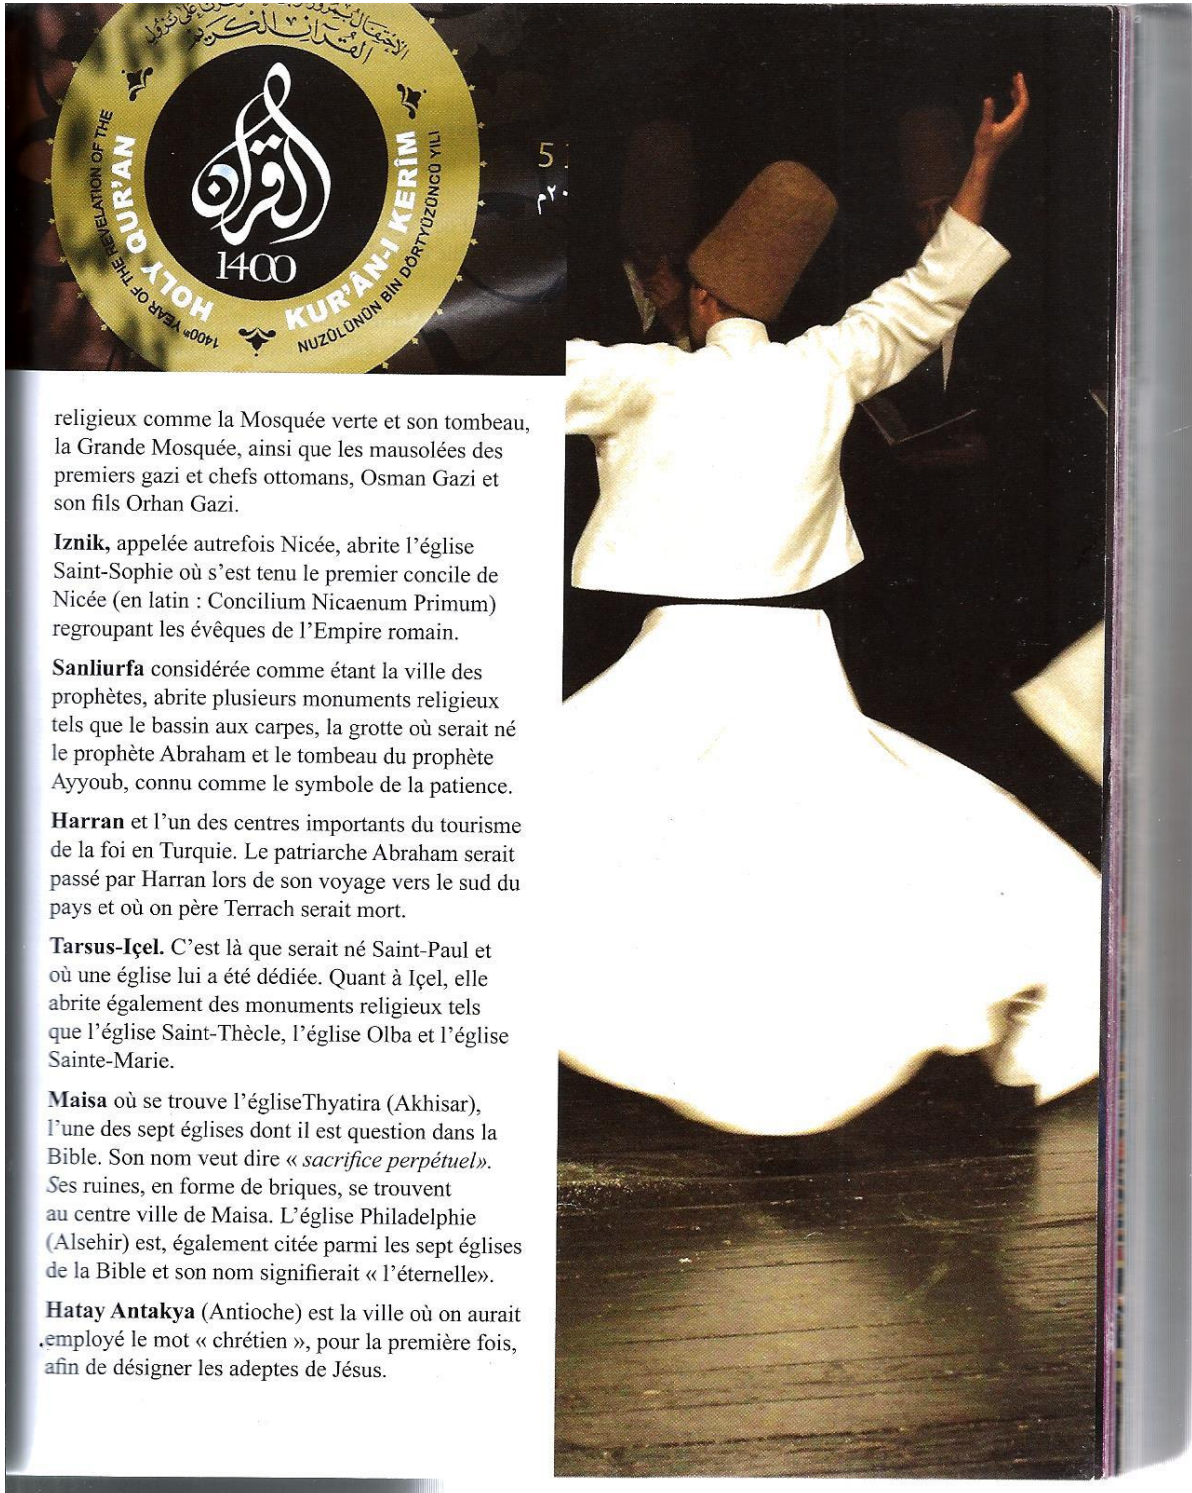 القرآن الكريم
1400th YEAR OF THE REVELATION OF THE
HOLY QUR'AN
القرآن
1400
KUR'ÂN-I KERÎM
NUZÛLÜNÜN BİN DÖRTYÜZÜNCÜ YILI
5
religieux comme la Mosquée verte et son tombeau,
la Grande Mosquée, ainsi que les mausolées des
premiers gazi et chefs ottomans, Osman Gazi et
son fils Orhan Gazi.
Iznik, appelée autrefois Nicée, abrite l'église
Saint-Sophie où s'est tenu le premier concile de
Nicée (en latin : Concilium Nicaenum Primum)
regroupant les évêques de l'Empire romain.
Sanliurfa considérée comme étant la ville des
prophètes, abrite plusieurs monuments religieux
tels que le bassin aux carpes, la grotte où serait né
le prophète Abraham et le tombeau du prophète
Ayyoub, connu comme le symbole de la patience.
Harran et l'un des centres importants du tourisme
de la foi en Turquie. Le patriarche Abraham serait
passé par Harran lors de son voyage vers le sud du
pays et où on père Terrach serait mort.
Tarsus-Içel. C'est là que serait né Saint-Paul et
où une église lui a été dédiée. Quant à Içel, elle
abrite également des monuments religieux tels
que l'église Saint-Thècle, l'église Olba et l'église
Sainte-Marie.
Maisa où se trouve l'égliseThyatira (Akhisar),
l'une des sept églises dont il est question dans la
Bible. Son nom veut dire « sacrifice perpétuel».
Ses ruines, en forme de briques, se trouvent
au centre ville de Maisa. L'église Philadelphie
(Alsehir) est, également citée parmi les sept églises
de la Bible et son nom signifierait « l'éternelle».
Hatay Antakya (Antioche) est la ville où on aurait
employé le mot « chrétien », pour la première fois,
afin de désigner les adeptes de Jésus.